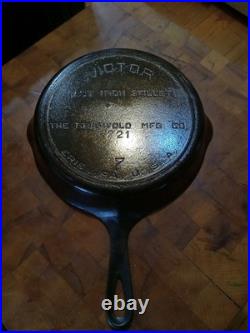 VICTOR
CAST IRON SKILLET
THE GRISWOLD MFG CO.
721
7
ERIE, PA., U.S.A.